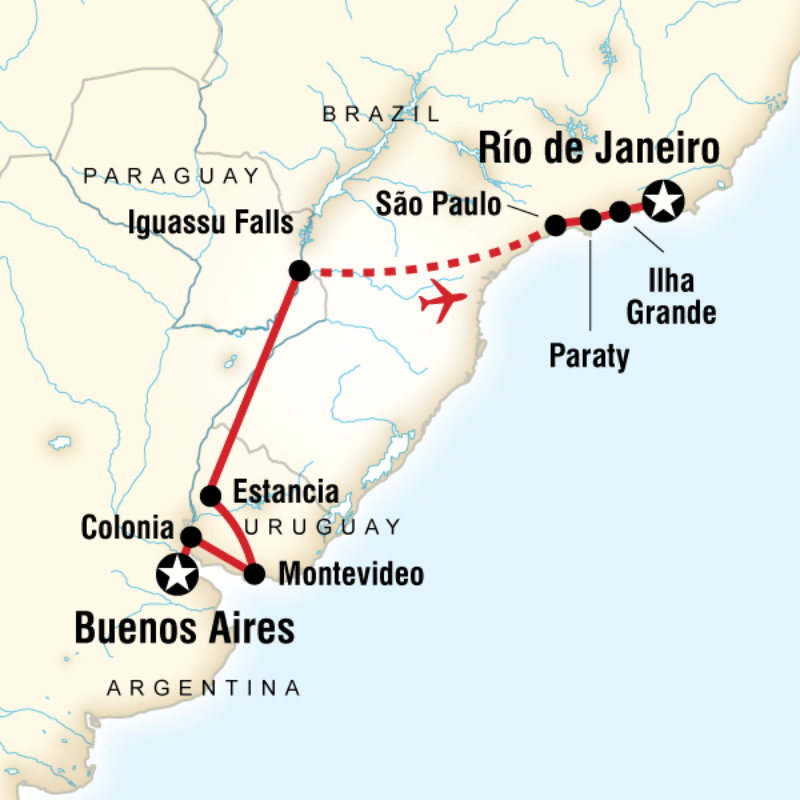 BRAZIL
Río de Janeiro
PARAGUAY
São Paulo
Iguassu Falls
Ilha
Grande
Paraty
Estancia
Colonia
URUGUAY
Montevideo
Buenos Aires
ARGENTINA